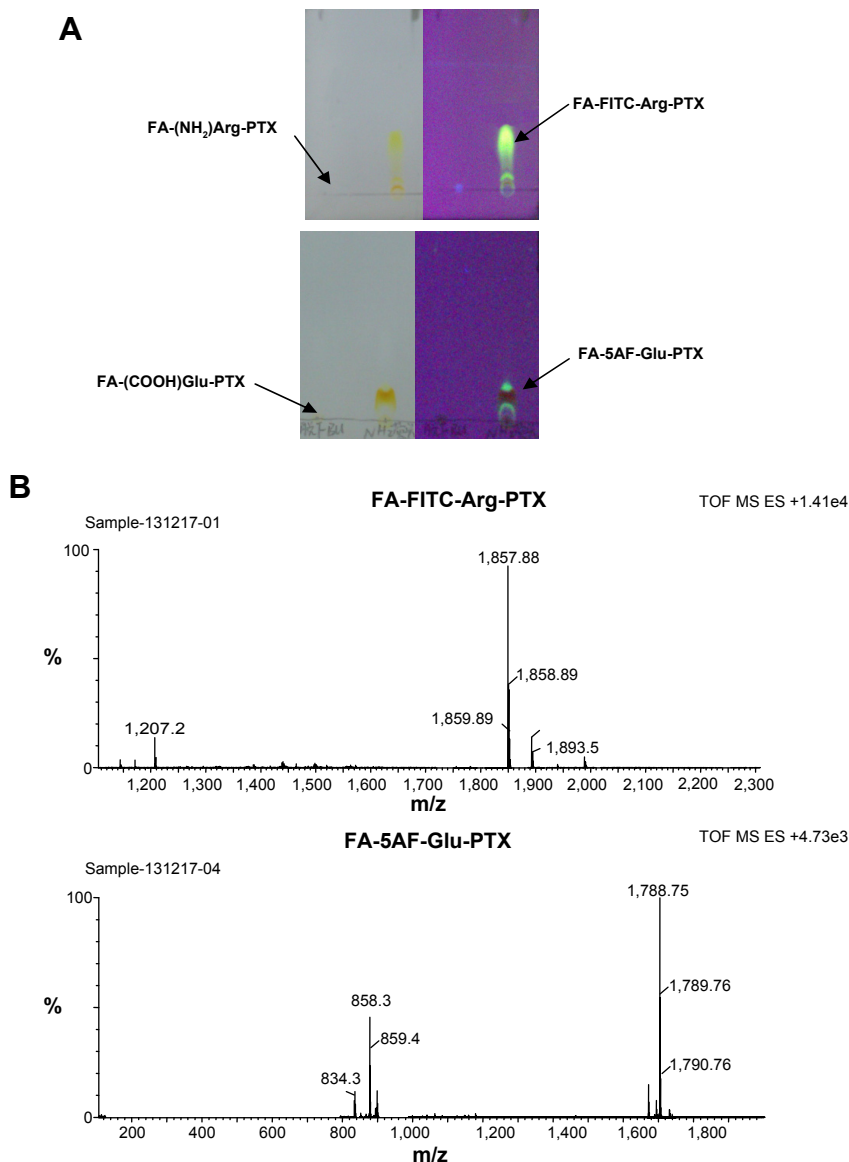 A
FA-(NH₂)Arg-PTX
FA-FITC-Arg-PTX
FA-(COOH)Glu-PTX
FA-5AF-Glu-PTX
B
FA-FITC-Arg-PTX
TOF MS ES +1.41e4
Sample-131217-01
100
1,857.88
%
1,858.89
1,859.89
1,207.2
1,893.5
0
1,200 1,300 1,400 1,500 1,600 1,700 1,800 1,900 2,000 2,100 2,200 2,300
m/z
FA-5AF-Glu-PTX
TOF MS ES +4.73e3
Sample-131217-04
100
1,788.75
1,789.76
%
858.3
859.4
1,790.76
834.3
0
200 400 600 800 1,000 1,200 1,400 1,600 1,800
m/z